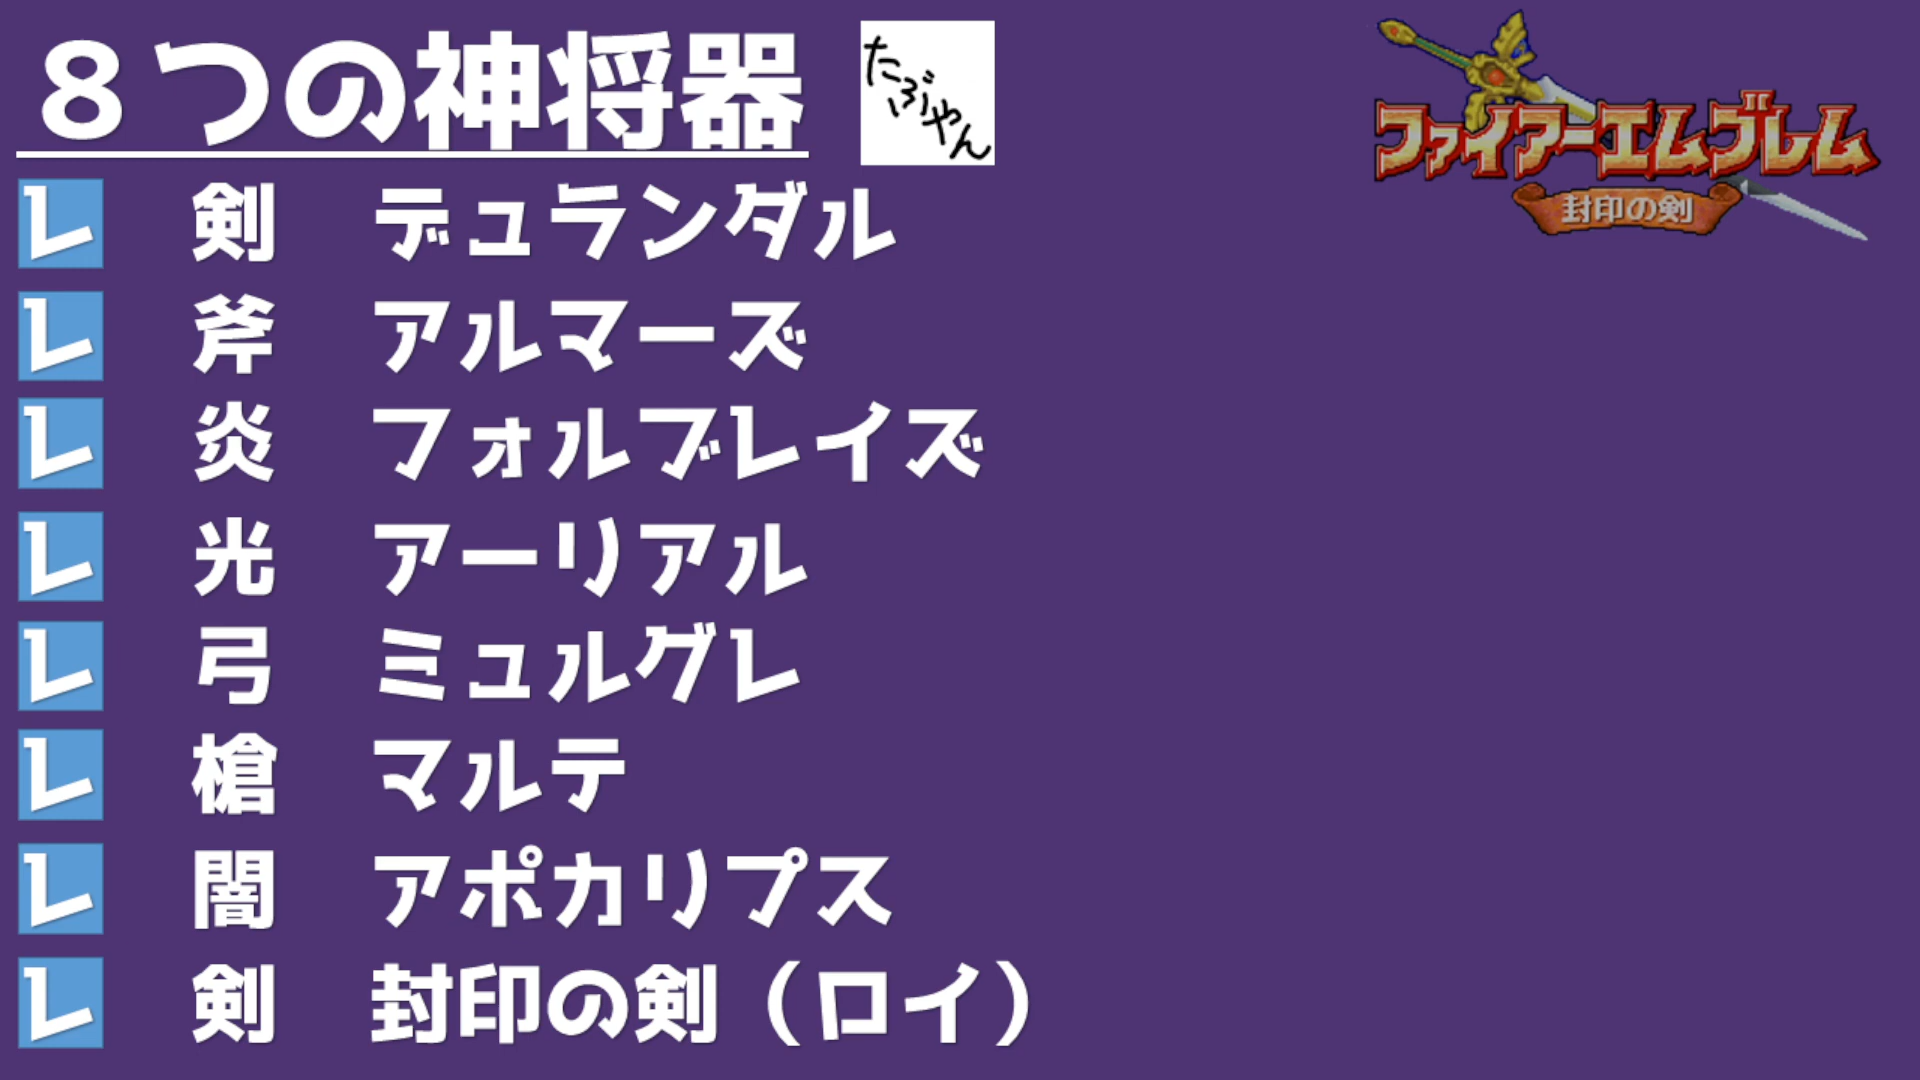 ８つの神将器
たぶやん
ファイアーエムブレム
封印の剣
レ 剣 デュランダル
レ 斧 アルマーズ
レ 炎 フォルブレイズ
レ 光 アーリアル
レ 弓 ミュルグレ
レ 槍 マルテ
レ 闇 アポカリプス
レ 剣 封印の剣（ロイ）